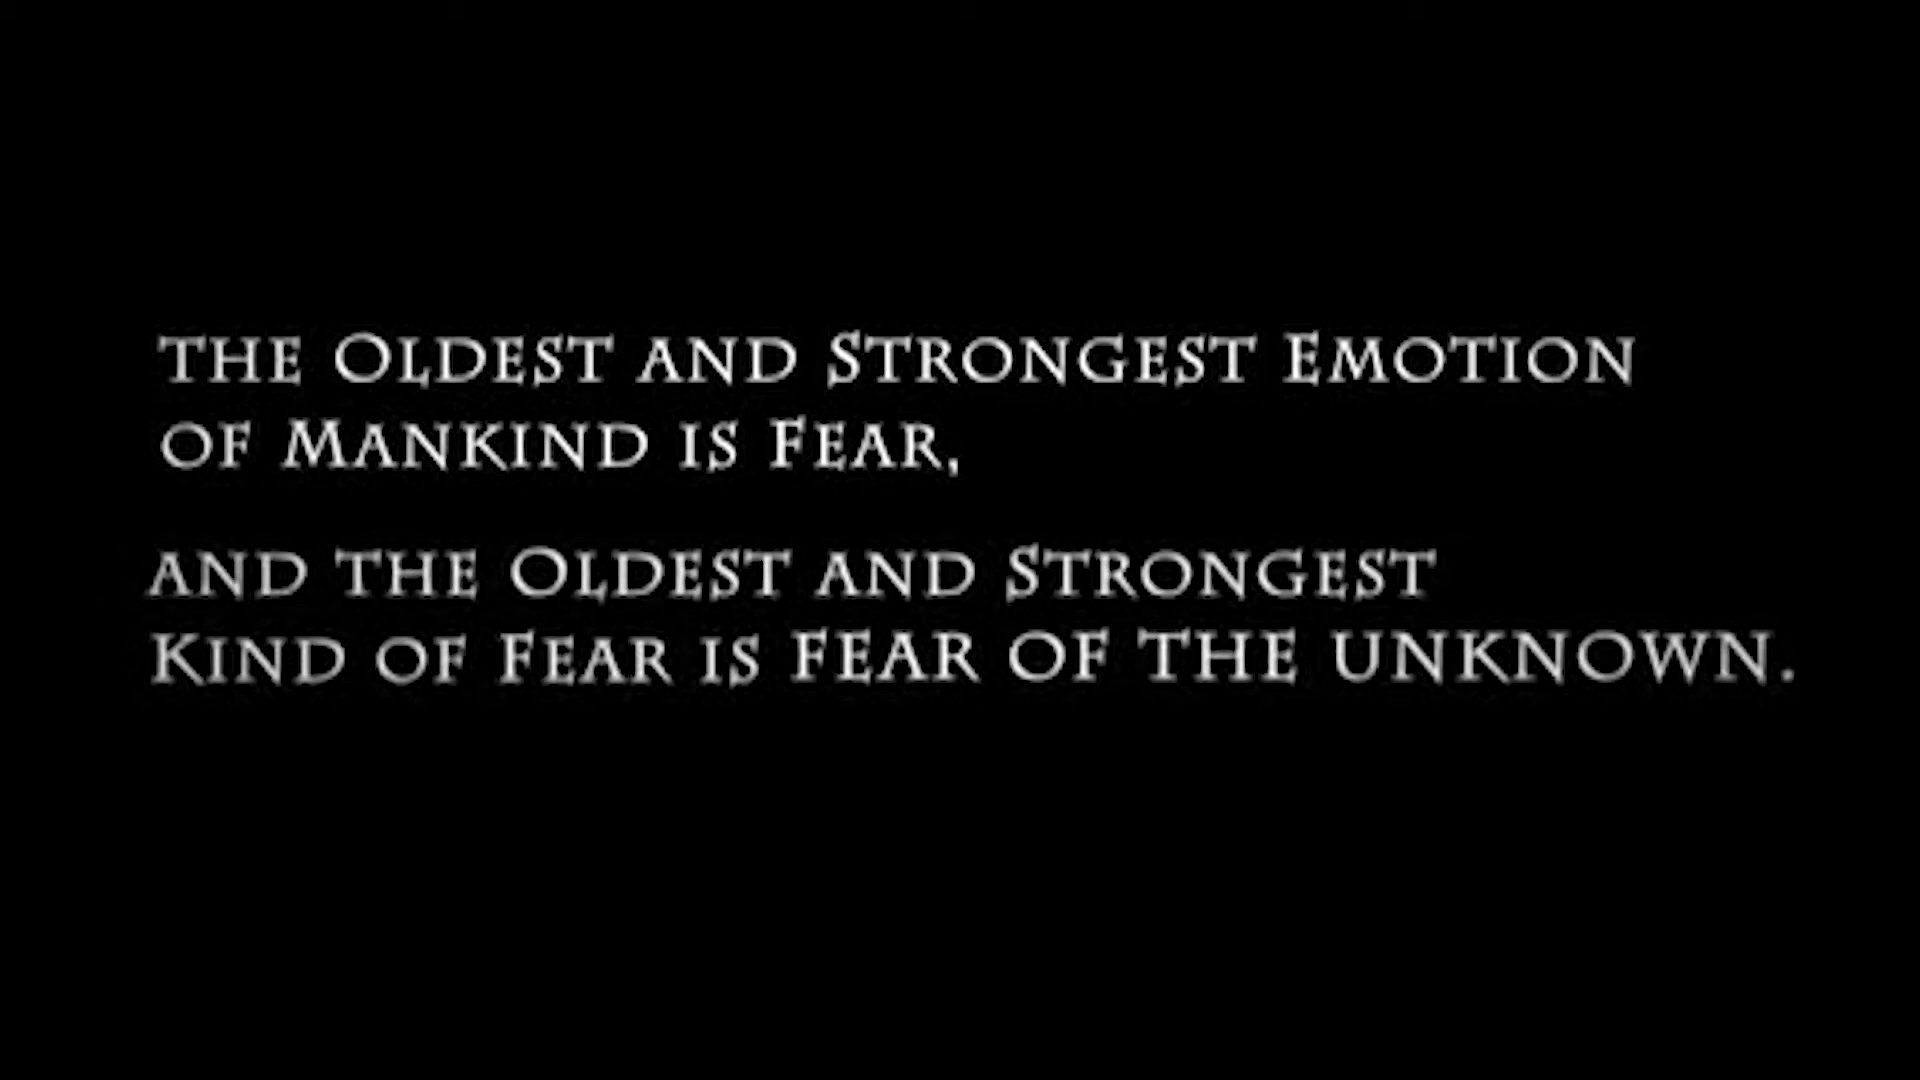 THE OLDEST AND STRONGEST EMOTION
OF MANKIND IS FEAR,
AND THE OLDEST AND STRONGEST
KIND OF FEAR IS FEAR OF THE UNKNOWN.